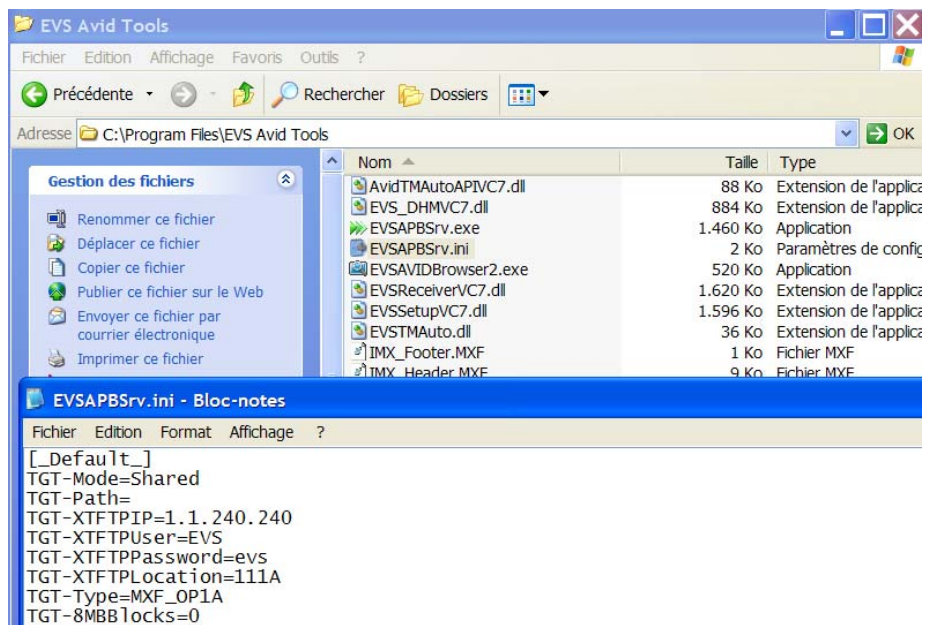 EVS Avid Tools
Fichier Edition Affichage Favoris Outils ?
Précédente Rechercher Dossiers
Adresse C:\Program Files\EVS Avid Tools OK
Gestion des fichiers
Renommer ce fichier
Déplacer ce fichier
Copier ce fichier
Publier ce fichier sur le Web
Envoyer ce fichier par
courrier électronique
Imprimer ce fichier
Nom Taille Type
AvidTMAutoAPIVC7.dll 88 Ko Extension de l'applica
EVS_DHMVC7.dll 884 Ko Extension de l'applica
EVSAPBSrv.exe 1.460 Ko Application
EVSAPBSrv.ini 2 Ko Paramètres de config
EVSAVIDBrowser2.exe 520 Ko Application
EVSReceiverVC7.dll 1.620 Ko Extension de l'applica
EVSSetupVC7.dll 1.596 Ko Extension de l'applica
EVSTMAuto.dll 36 Ko Extension de l'applica
IMX_Footer.MXF 1 Ko Fichier MXF
IMX_Header.MXF 9 Ko Fichier MXF
EVSAPBSrv.ini - Bloc-notes
Fichier Edition Format Affichage ?
[_Default_]
TGT-Mode=Shared
TGT-Path=
TGT-XTFTPIP=1.1.240.240
TGT-XTFTPUser=EVS
TGT-XTFTPPassword=evs
TGT-XTFTPLocation=111A
TGT-Type=MXF_OP1A
TGT-8MBBlocks=0